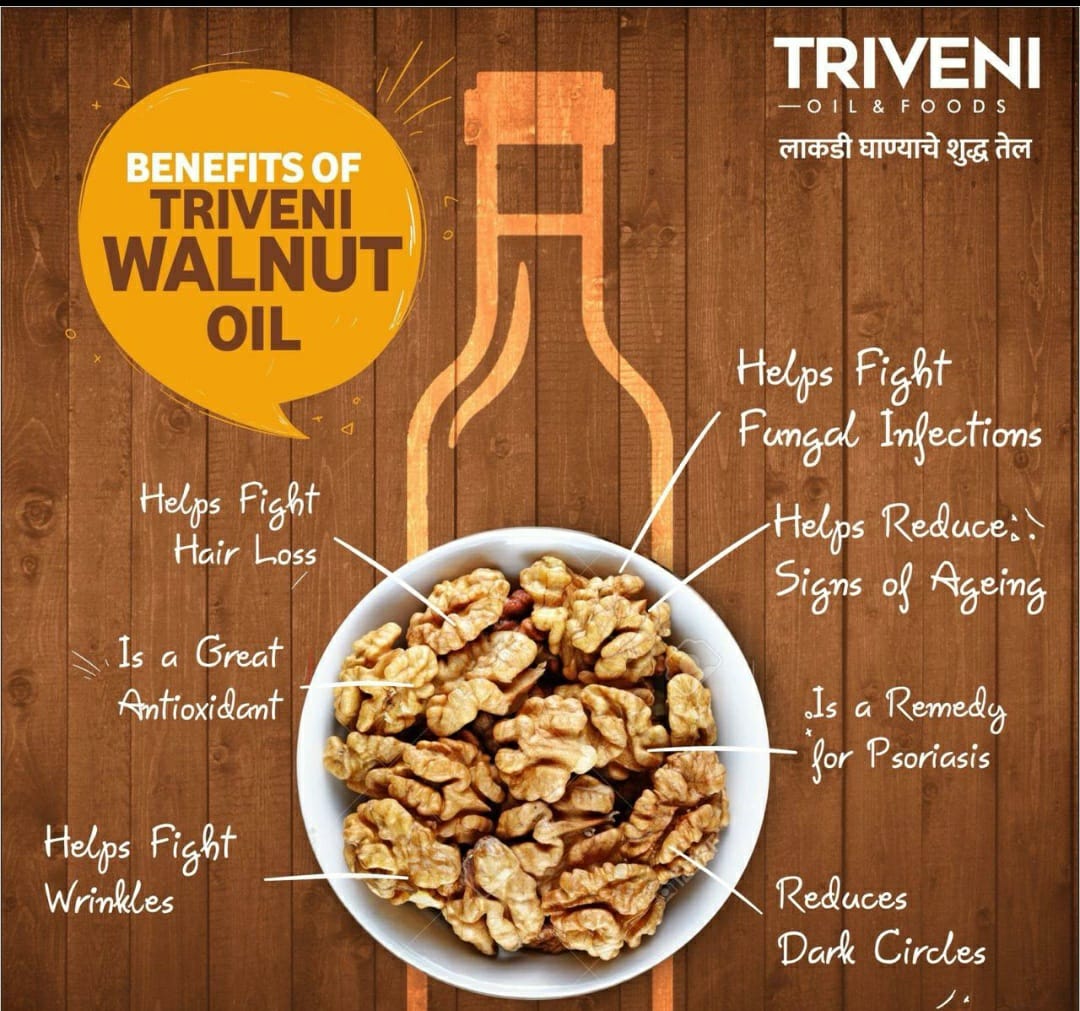 TRIVENI
OIL & FOODS
लाकडी घाण्याचे शुद्ध तेल
BENEFITS OF
TRIVENI
WALNUT
OIL
Helps Fight
Fungal Infections
Helps Fight
Hair Loss
Helps Reduce
Signs of Ageing
Is a Great
Antioxidant
Is a Remedy
for Psoriasis
Helps Fight
Wrinkles
Reduces
Dark Circles